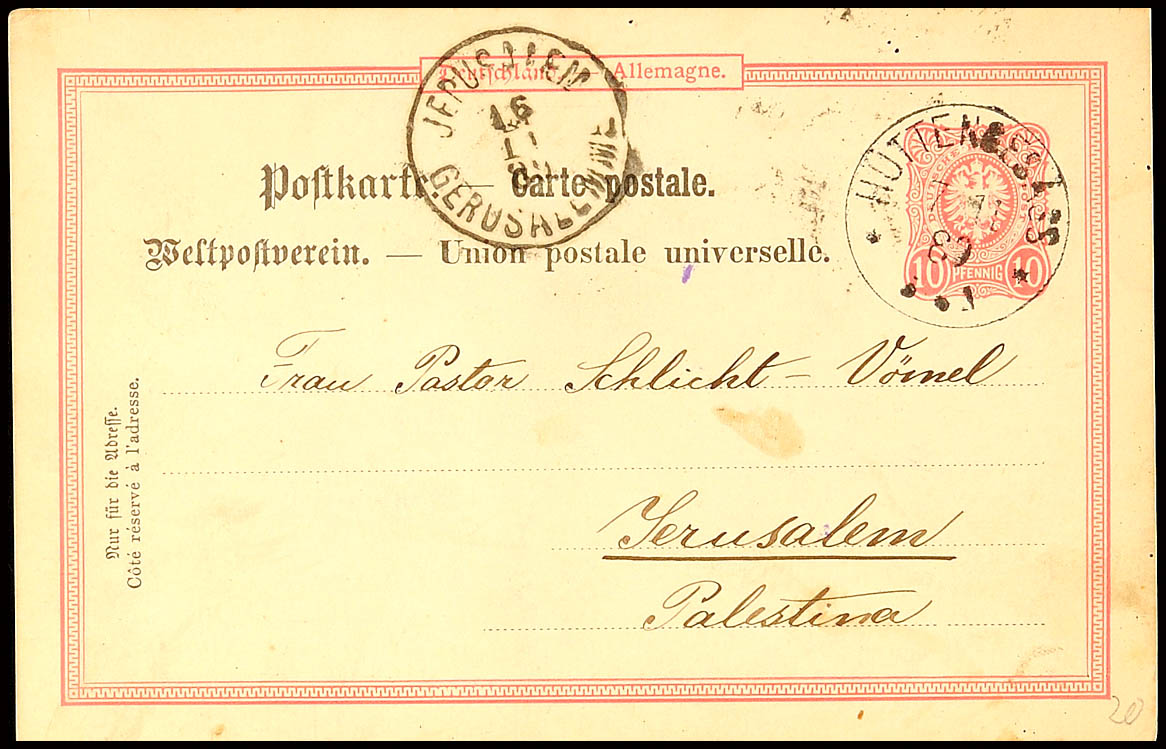 Deutschland. — Allemagne.
JERUSALEM
16
GERUSALEMME
Postkarte — Carte postale.
Weltpostverein. — Union postale universelle.
DEUTSCHE
10 PFENNIG 10
89
Frau Pastor Schlicht - Vömel
Jerusalem
Palestina
Nur für die Adresse.
Côté réservé à l'adresse.
20